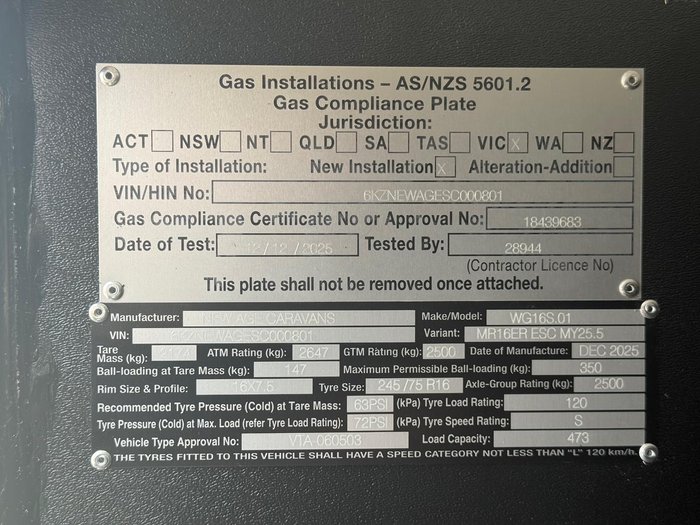 Gas Installations – AS/NZS 5601.2
Gas Compliance Plate
Jurisdiction:
ACT NSW NT QLD SA TAS VIC X WA NZ
Type of Installation: New Installation X Alteration-Addition
VIN/HIN No: 6KZNEWAGESC000801
Gas Compliance Certificate No or Approval No: 18439683
Date of Test: 12/12/2025 Tested By: 28944
(Contractor Licence No)
This plate shall not be removed once attached.
Manufacturer: NEW AGE CARAVANS Make/Model: WG16S.01
VIN: 6KZNEWAGESC000801 Variant: MR16ER ESC MY25.5
Tare Mass (kg): 2174 ATM Rating (kg): 2647 GTM Rating (kg): 2500 Date of Manufacture: DEC 2025
Ball-loading at Tare Mass (kg): 147 Maximum Permissible Ball-loading (kg): 350
Rim Size & Profile: 16X7.5 Tyre Size: 245 /75 R16 Axle-Group Rating (kg): 2500
Recommended Tyre Pressure (Cold) at Tare Mass: 63PSI (kPa) Tyre Load Rating: 120
Tyre Pressure (Cold) at Max. Load (refer Tyre Load Rating): 72PSI (kPa) Tyre Speed Rating: S
Vehicle Type Approval No: VTA-060503 Load Capacity: 473
THE TYRES FITTED TO THIS VEHICLE SHALL HAVE A SPEED CATEGORY NOT LESS THAN "L" 120 km/h.